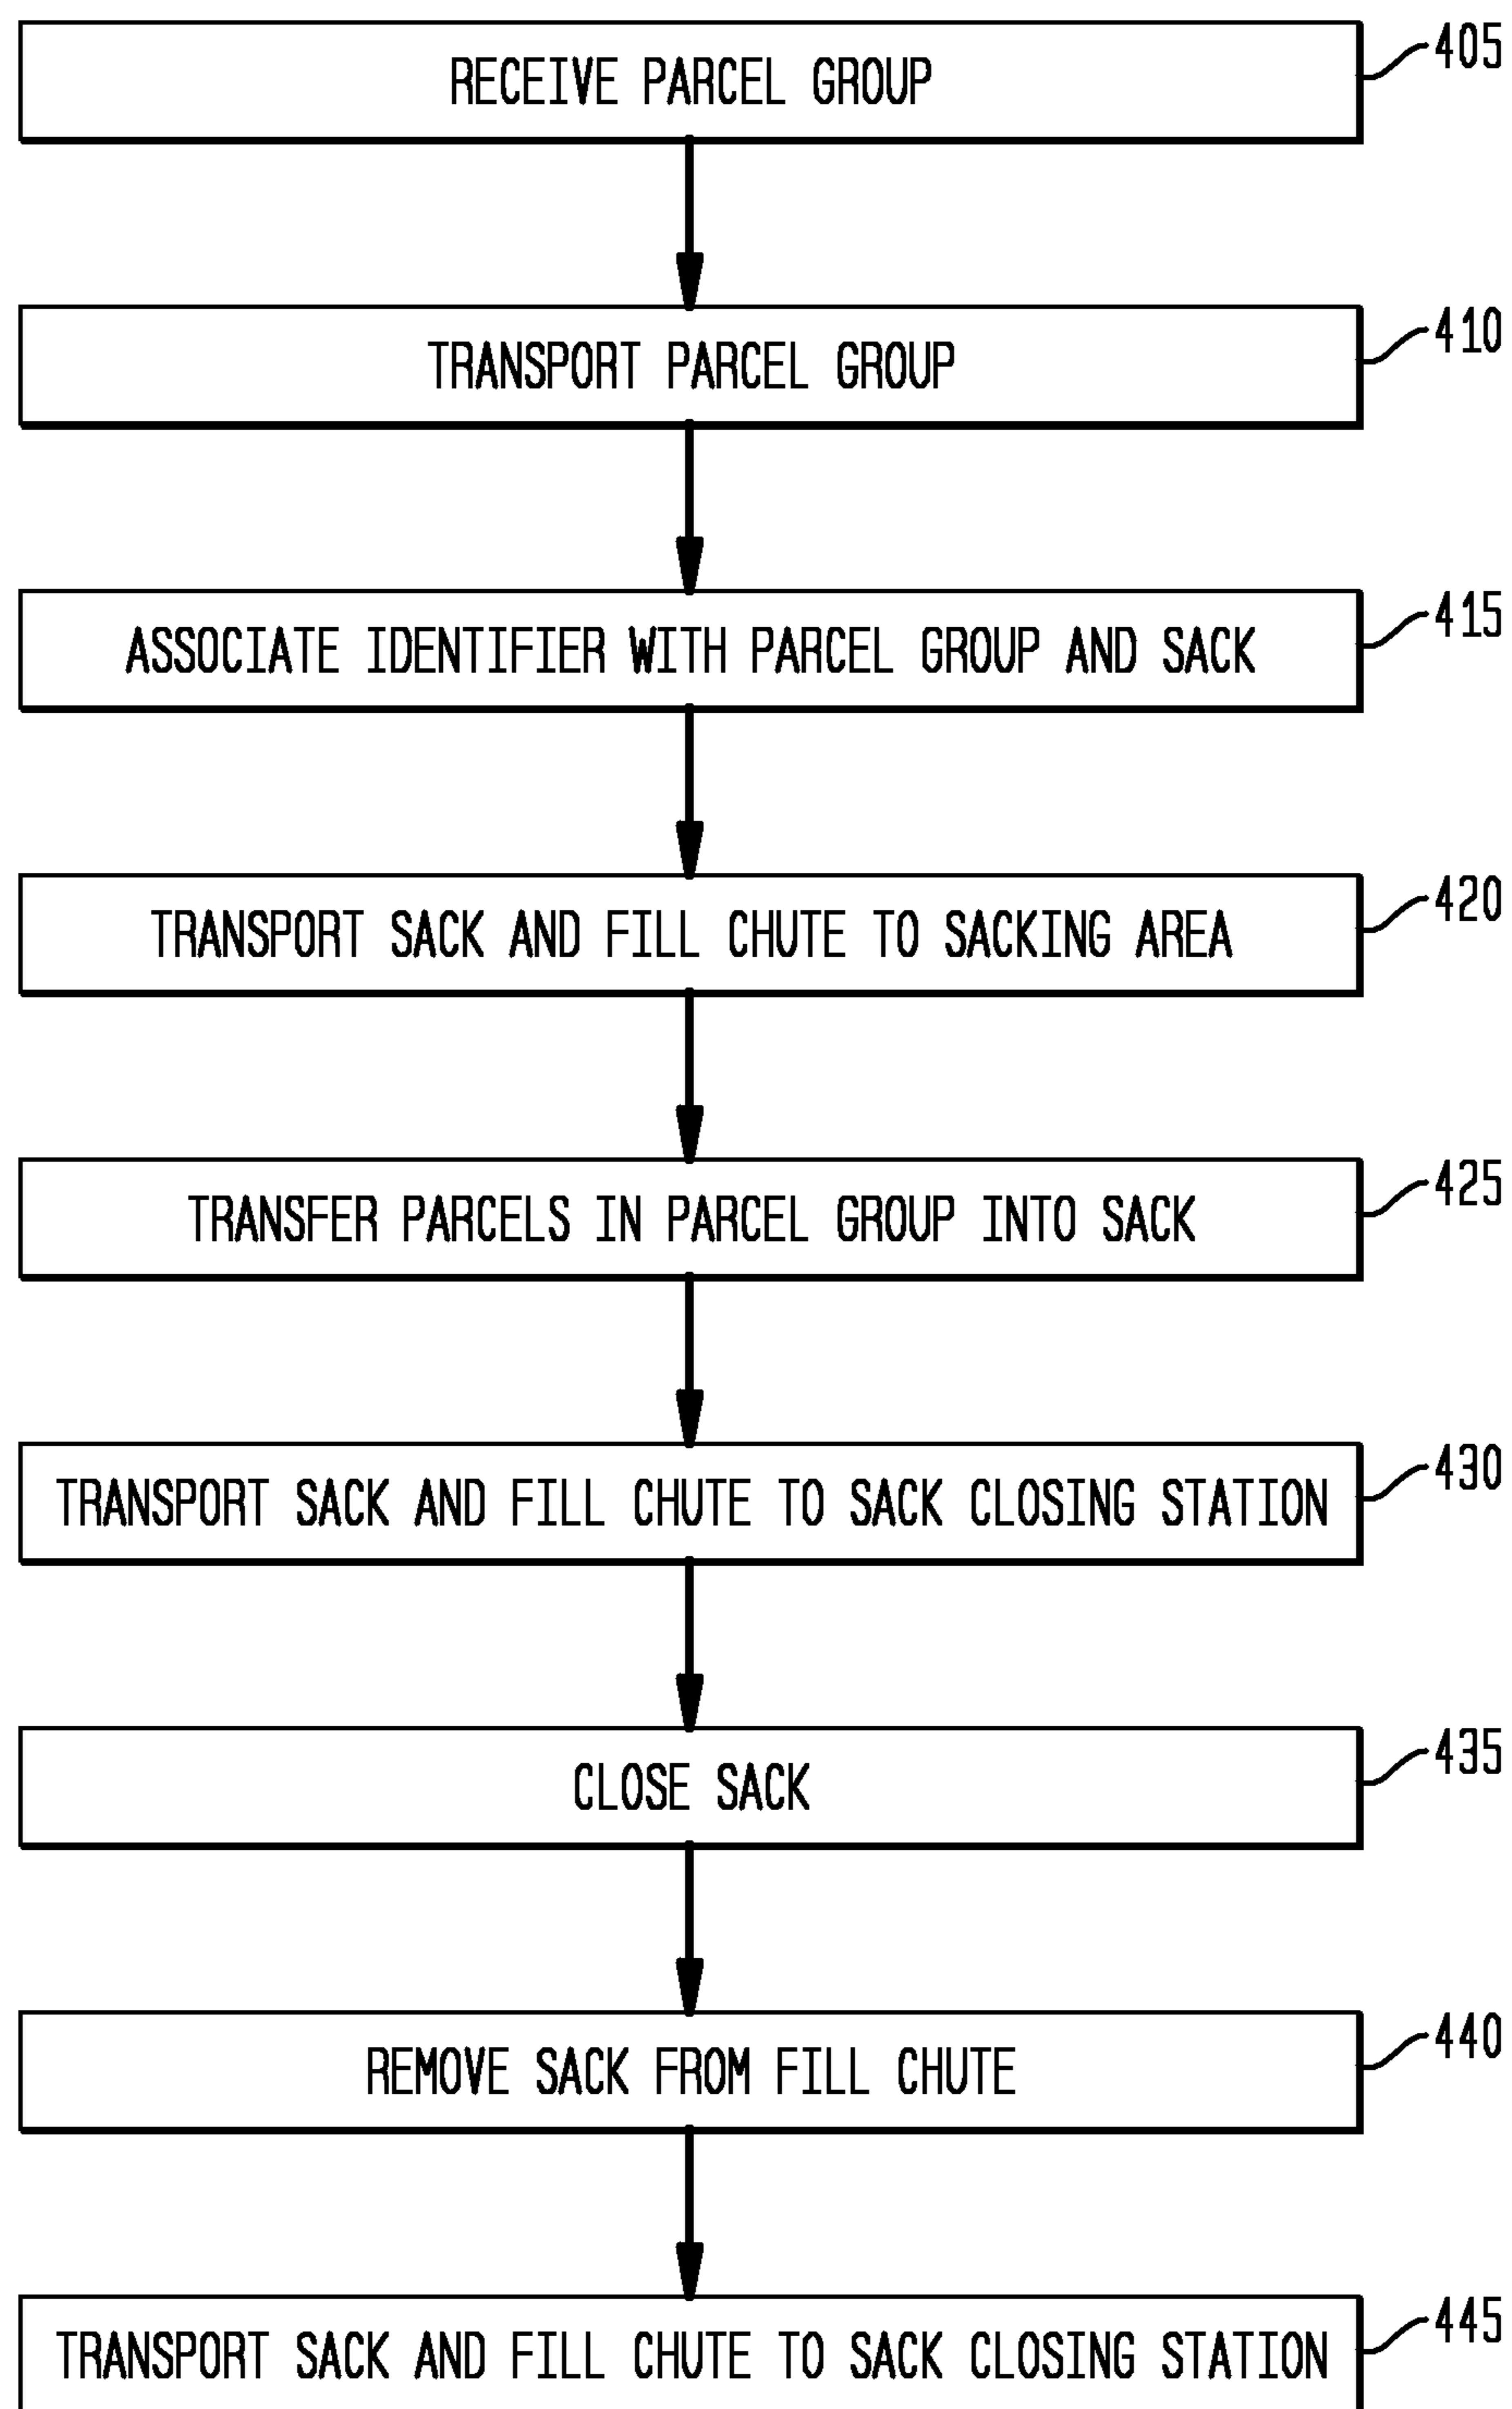 RECEIVE PARCEL GROUP
405
TRANSPORT PARCEL GROUP
410
ASSOCIATE IDENTIFIER WITH PARCEL GROUP AND SACK
415
TRANSPORT SACK AND FILL CHUTE TO SACKING AREA
420
TRANSFER PARCELS IN PARCEL GROUP INTO SACK
425
TRANSPORT SACK AND FILL CHUTE TO SACK CLOSING STATION
430
CLOSE SACK
435
REMOVE SACK FROM FILL CHUTE
440
TRANSPORT SACK AND FILL CHUTE TO SACK CLOSING STATION
445